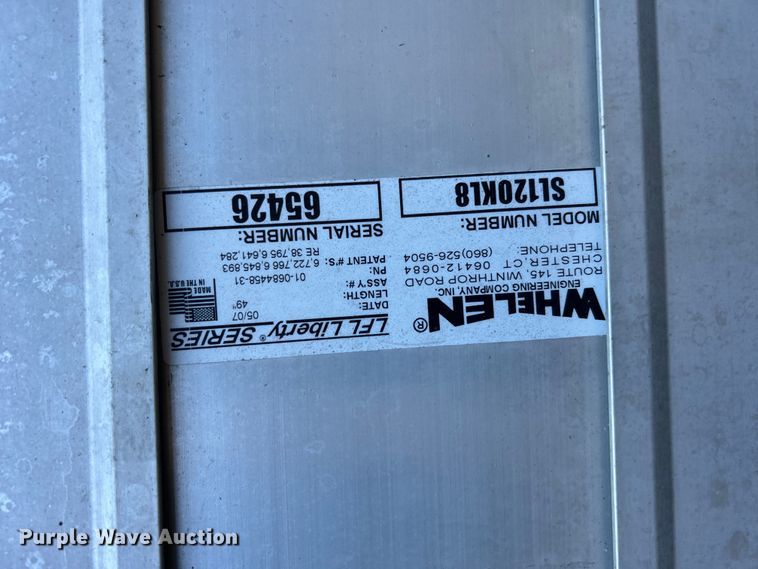 WHELEN®
ENGINEERING COMPANY, INC.
ROUTE 145, WINTHROP ROAD
CHESTER, CT 06412-0684
TELEPHONE: (860)526-9504
MODEL NUMBER:
SL120KL8
LFL Liberty® SERIES
DATE: 05/07
LENGTH: 49"
ASSY#:
PN: 01-0684458-31
PATENT #'S: 6,722,766 6,845,893
RE 38,795 6,641,284
MADE
IN THE U.S.A.
SERIAL NUMBER:
65426
Purple Wave Auction